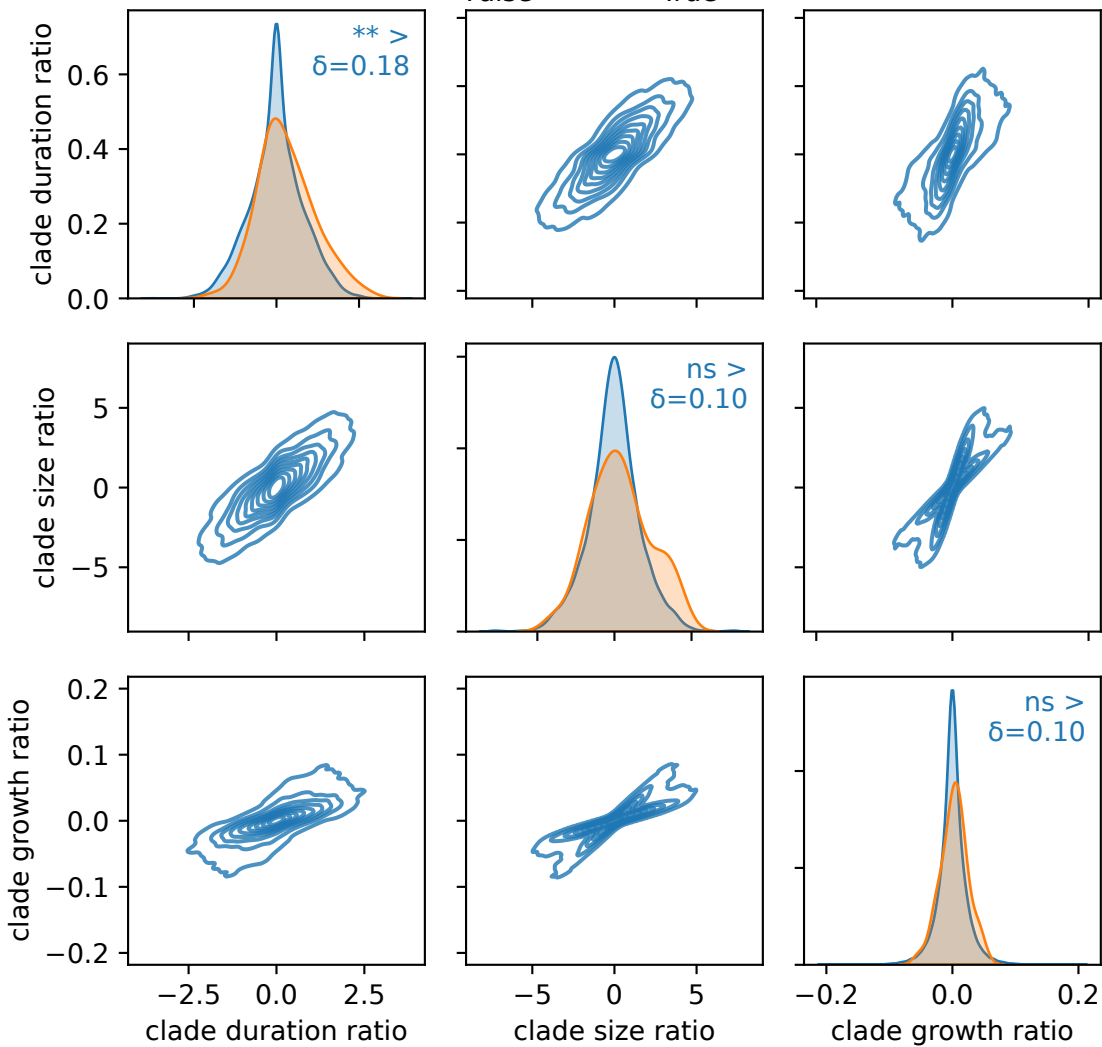 clade duration ratio
0.6
0.4
0.2
0.0
** >
δ=0.18
clade size ratio
5
0
−5
ns >
δ=0.10
clade growth ratio
0.2
0.1
0.0
−0.1
−0.2
ns >
δ=0.10
−2.5 0.0 2.5
−5 0 5
−0.2 0.0 0.2
clade duration ratio
clade size ratio
clade growth ratio